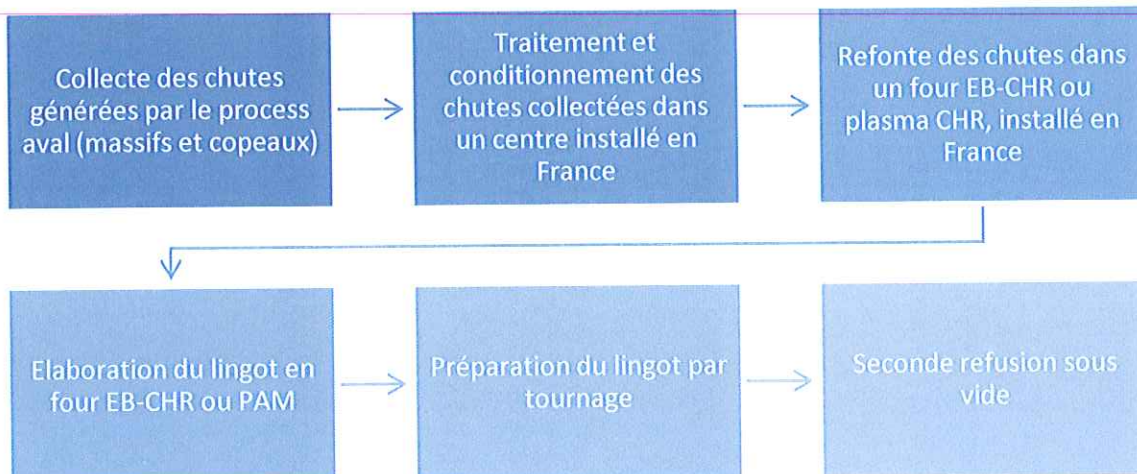 Collecte des chutes
générées par le process
aval (massifs et copeaux)
Traitement et
conditionnement des
chutes collectées dans
un centre installé en
France
Refonte des chutes dans
un four EB-CHR ou
plasma CHR, installé en
France
Elaboration du lingot en
four EB-CHR ou PAM
Préparation du lingot par
tournage
Seconde refusion sous
vide